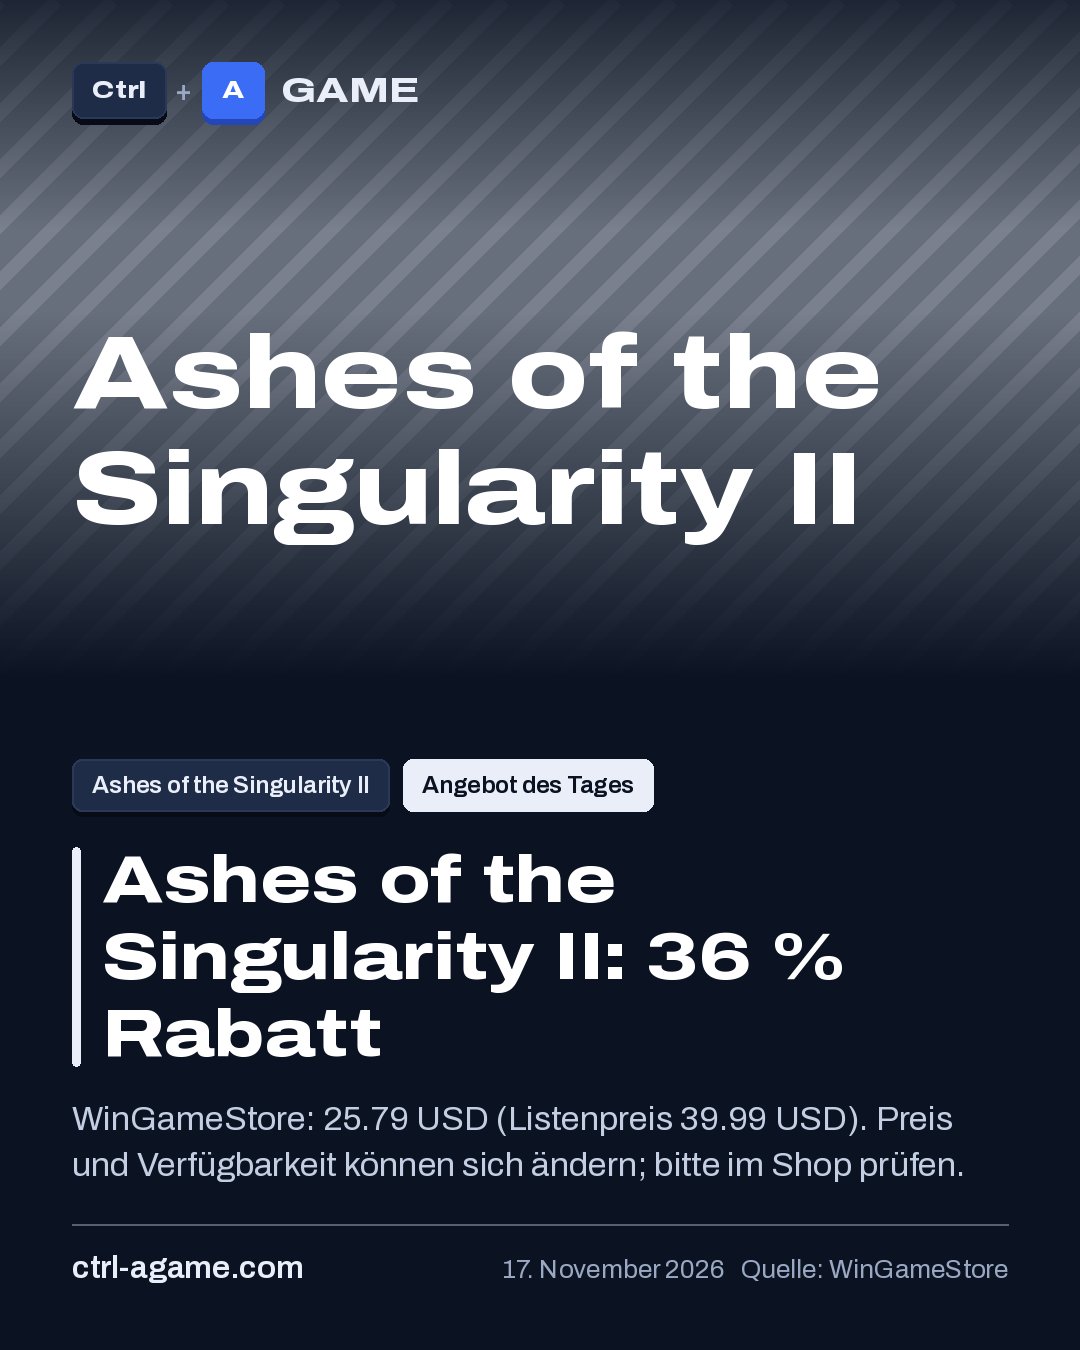 Ctrl + A GAME
Ashes of the
Singularity II
Ashes of the Singularity II
Angebot des Tages
Ashes of the
Singularity II: 36 %
Rabatt
WinGameStore: 25.79 USD (Listenpreis 39.99 USD). Preis
und Verfügbarkeit können sich ändern; bitte im Shop prüfen.
ctrl-agame.com
17. November 2026 Quelle: WinGameStore